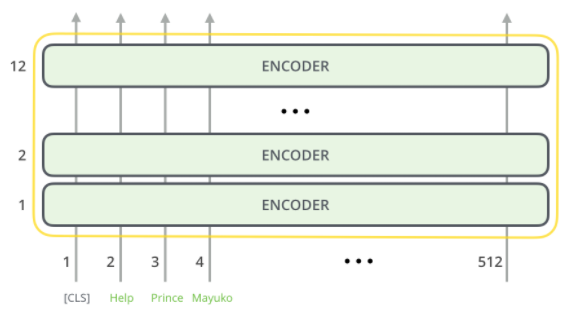 12 ENCODER
...
2 ENCODER
1 ENCODER
1 2 3 4 ... 512
[CLS] Help Prince Mayuko